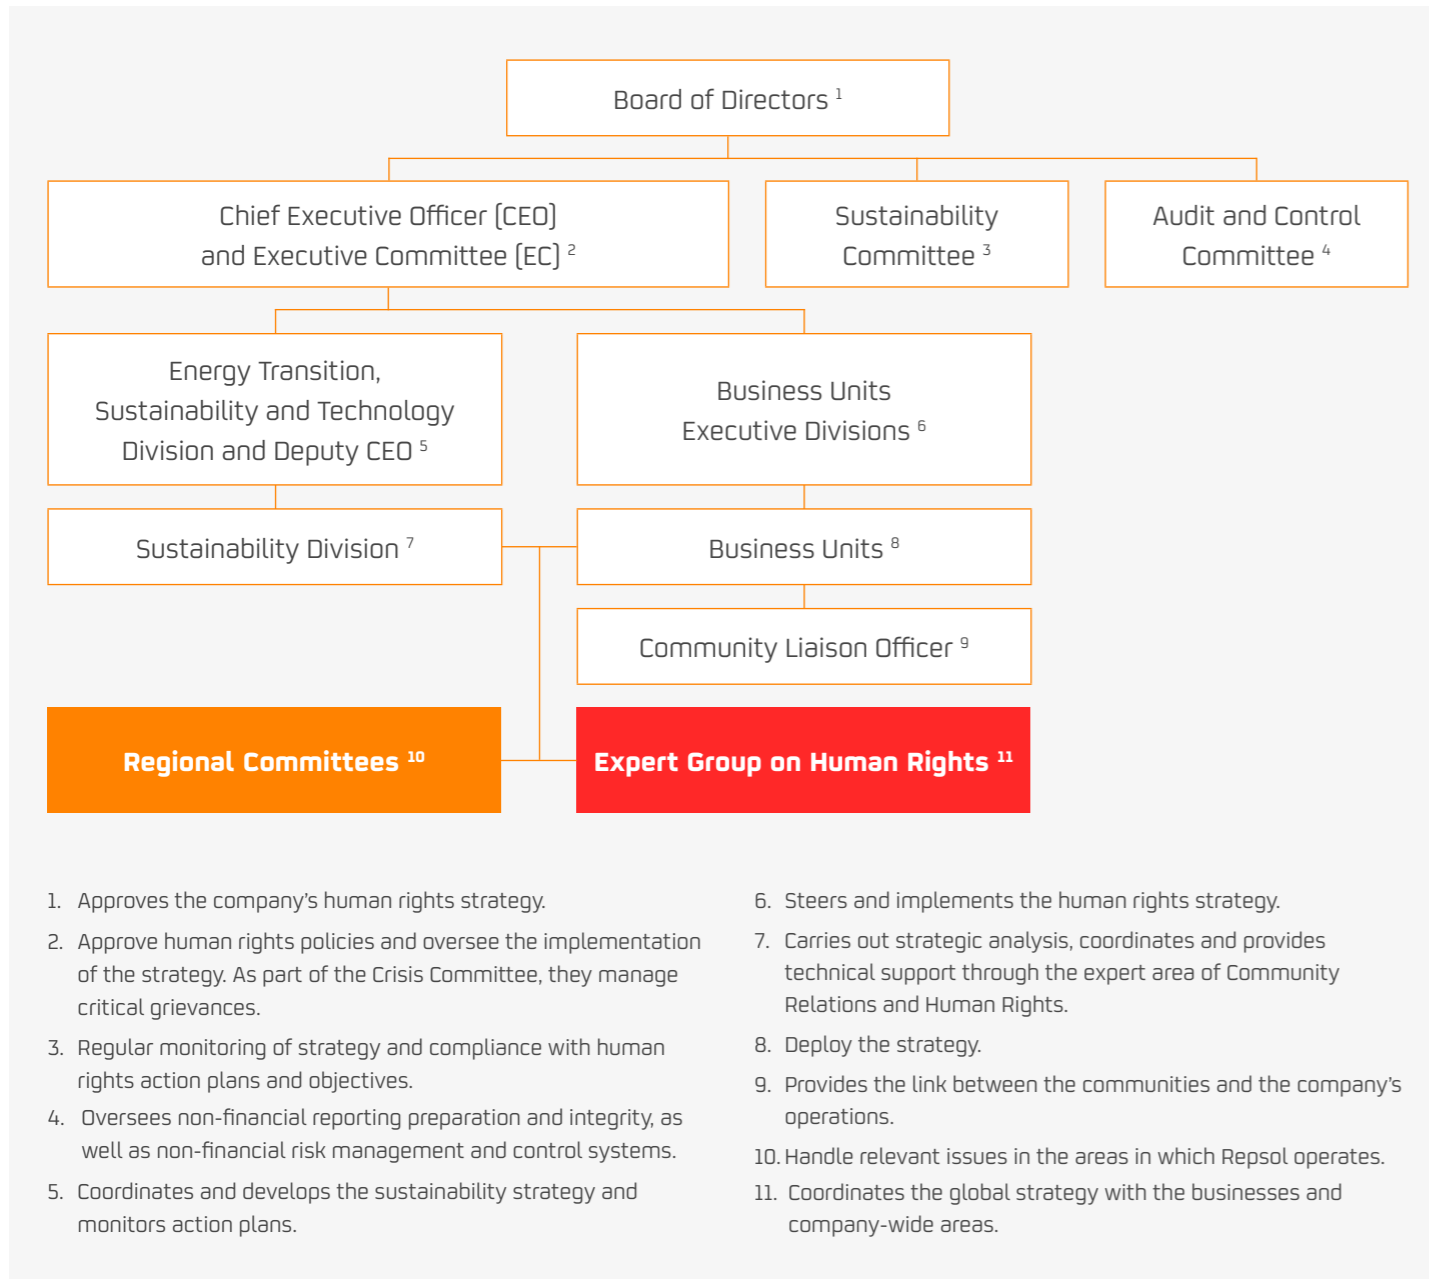 Board of Directors 1
Chief Executive Officer (CEO)
and Executive Committee (EC) 2
Sustainability
Committee 3
Audit and Control
Committee 4
Energy Transition,
Sustainability and Technology
Division and Deputy CEO 5
Business Units
Executive Divisions 6
Sustainability Division 7
Business Units 8
Community Liaison Officer 9
Regional Committees 10
Expert Group on Human Rights 11
1. Approves the company's human rights strategy.
2. Approve human rights policies and oversee the implementation
of the strategy. As part of the Crisis Committee, they manage
critical grievances.
3. Regular monitoring of strategy and compliance with human
rights action plans and objectives.
4. Oversees non-financial reporting preparation and integrity, as
well as non-financial risk management and control systems.
5. Coordinates and develops the sustainability strategy and
monitors action plans.
6. Steers and implements the human rights strategy.
7. Carries out strategic analysis, coordinates and provides
technical support through the expert area of Community
Relations and Human Rights.
8. Deploy the strategy.
9. Provides the link between the communities and the company's
operations.
10. Handle relevant issues in the areas in which Repsol operates.
11. Coordinates the global strategy with the businesses and
company-wide areas.